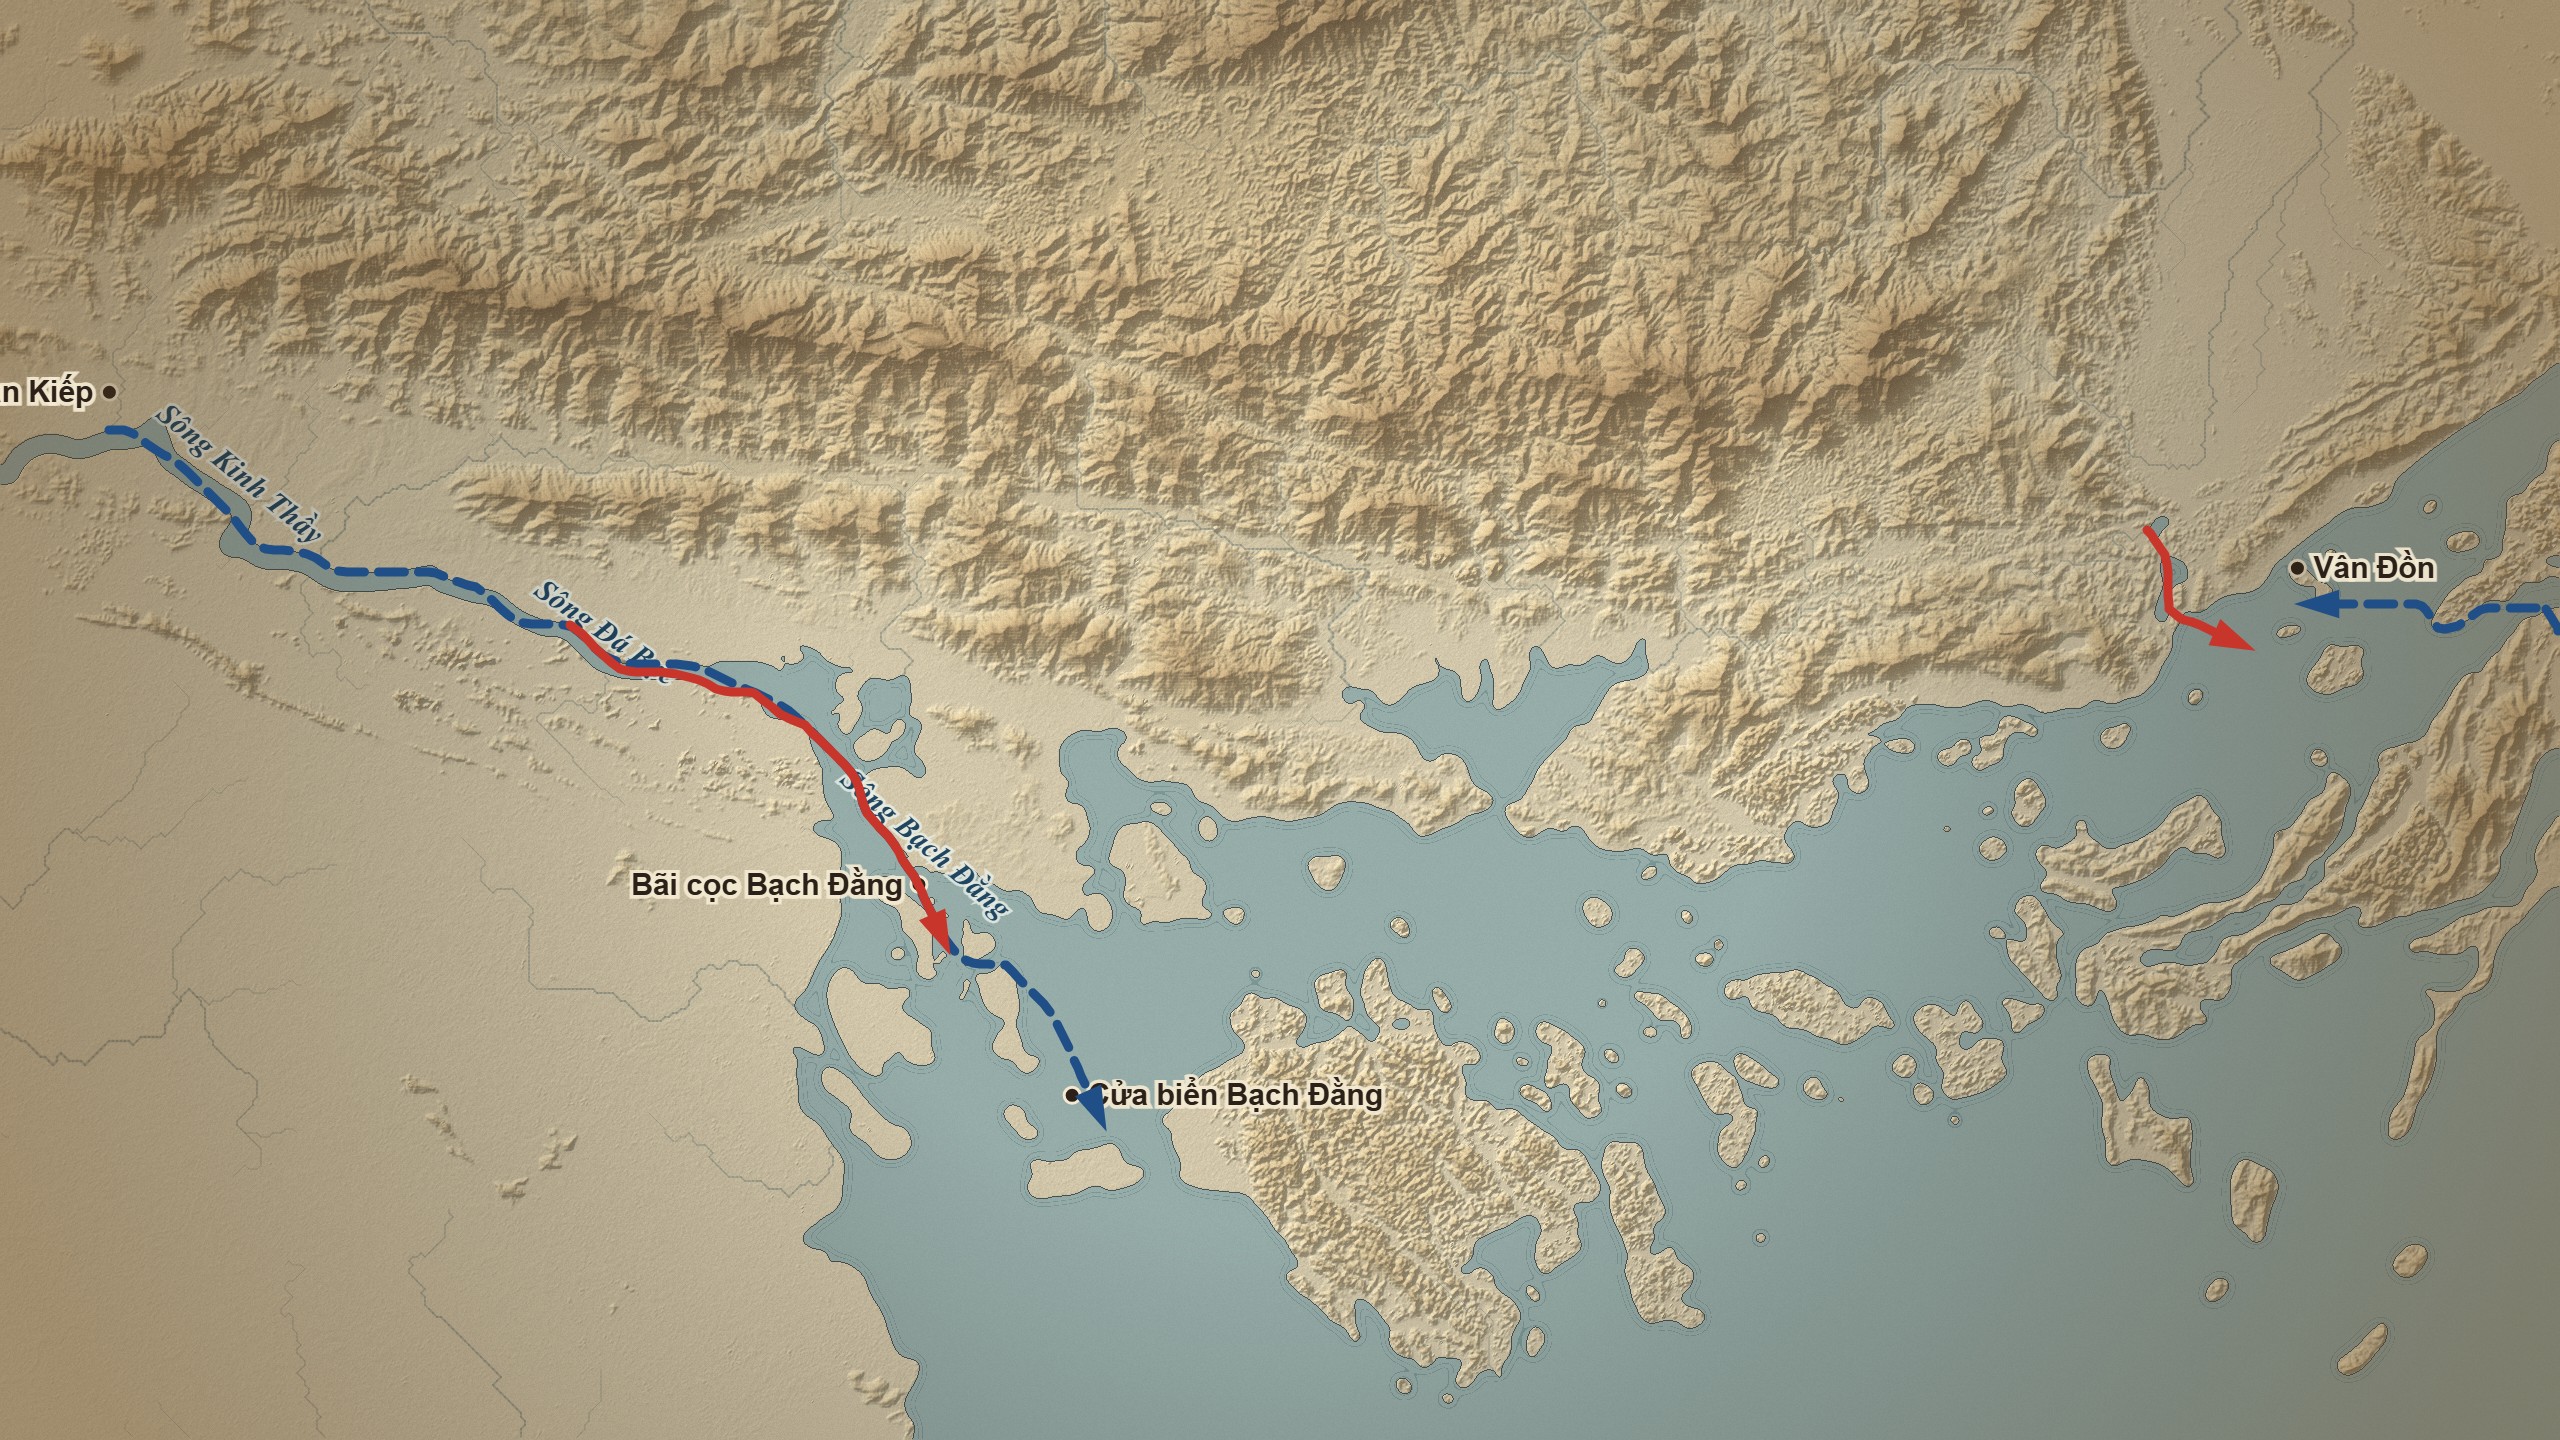 n Kiếp
Sông Kinh Thầy
Vân Đồn
Sông Đá
Sông Bạch Đằng
Bãi cọc Bạch Đằng
Cửa biển Bạch Đằng